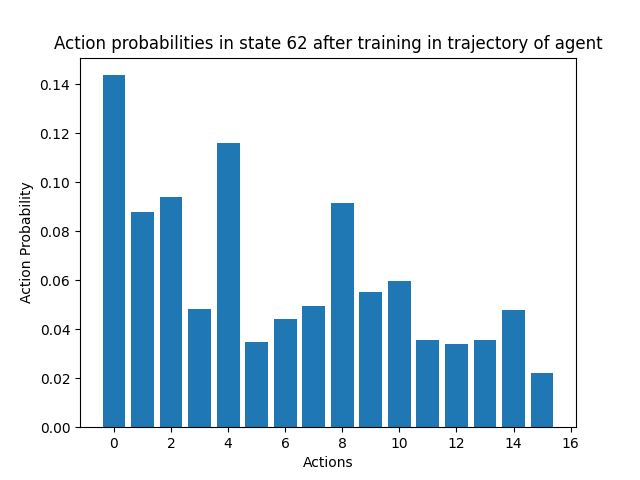 Action probabilities in state 62 after training in trajectory of agent
0.14
0.12
0.10
0.08
0.06
0.04
0.02
0.00
Action Probability
0 2 4 6 8 10 12 14 16
Actions